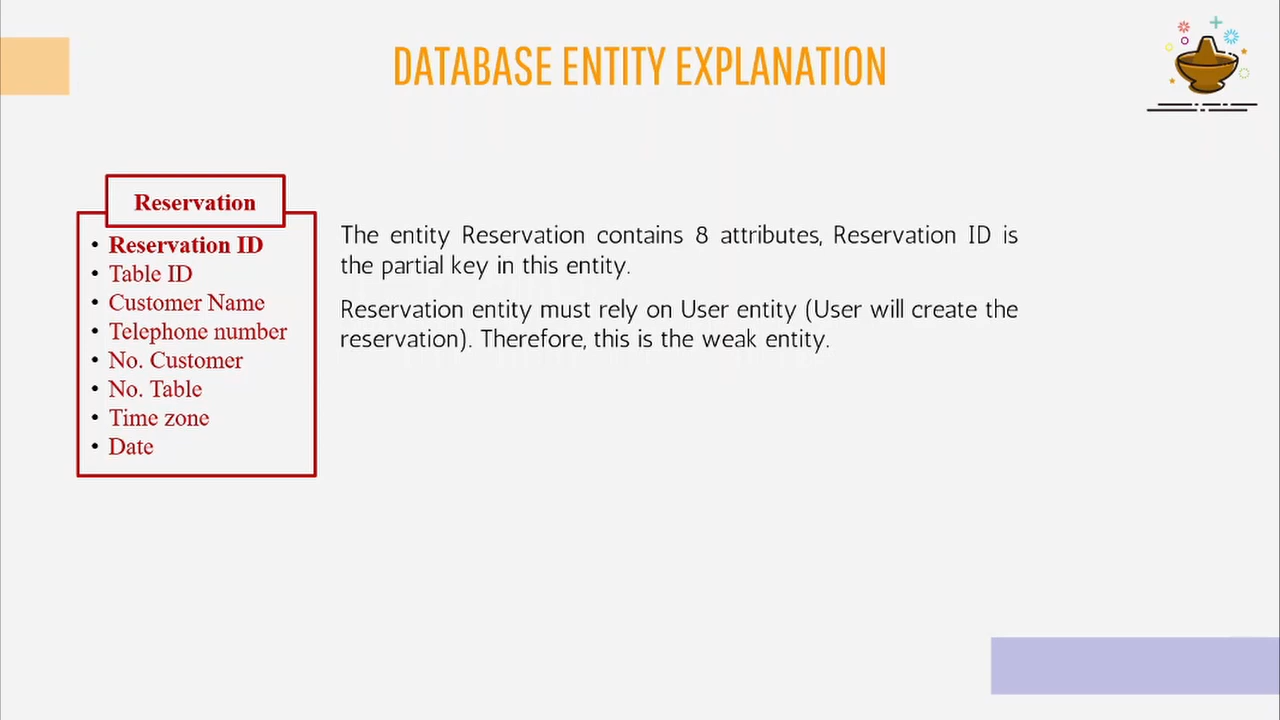 DATABASE ENTITY EXPLANATION
Reservation
• Reservation ID
• Table ID
• Customer Name
• Telephone number
• No. Customer
• No. Table
• Time zone
• Date
The entity Reservation contains 8 attributes, Reservation ID is
the partial key in this entity.
Reservation entity must rely on User entity (User will create the
reservation). Therefore, this is the weak entity.